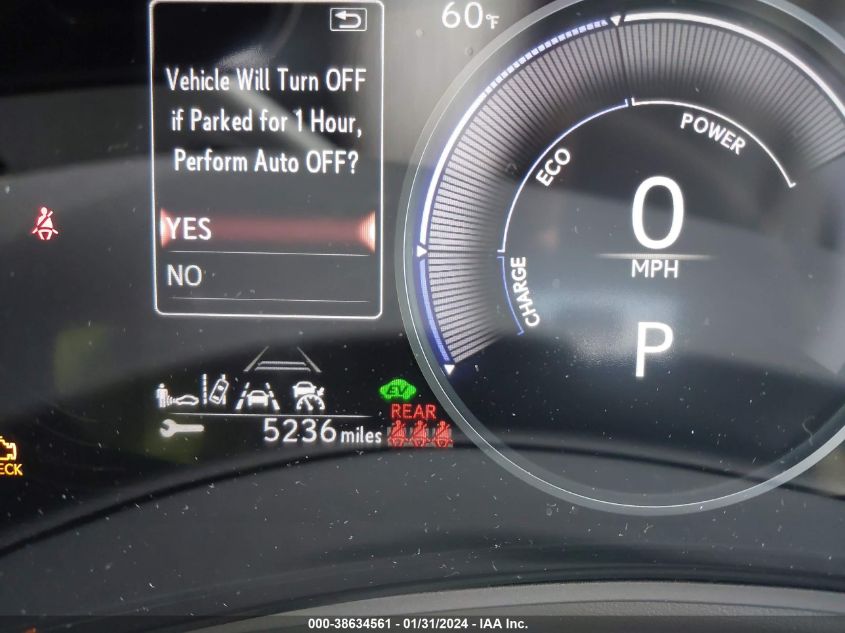 60°F
Vehicle Will Turn OFF
if Parked for 1 Hour,
Perform Auto OFF?
YES
NO
POWER
ECO
CHARGE
0
MPH
P
EV
REAR
5236 miles
ECK
000-38634561 - 01/31/2024 - IAA Inc.